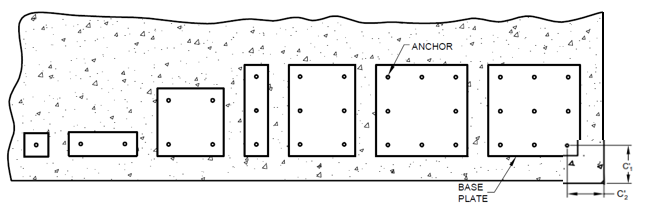 ANCHOR
C'1
BASE
PLATE
C'2